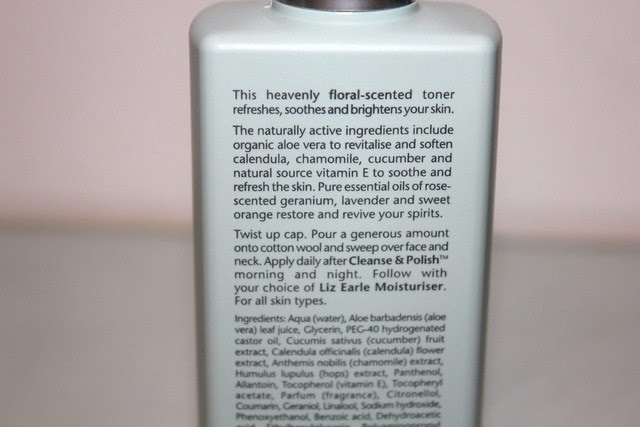 This heavenly floral-scented toner
refreshes, soothes and brightens your skin.
The naturally active ingredients include
organic aloe vera to revitalise and soften
calendula, chamomile, cucumber and
natural source vitamin E to soothe and
refresh the skin. Pure essential oils of rose-
scented geranium, lavender and sweet
orange restore and revive your spirits.
Twist up cap. Pour a generous amount
onto cotton wool and sweep over face and
neck. Apply daily after Cleanse & Polish™
morning and night. Follow with
your choice of Liz Earle Moisturiser.
For all skin types.
Ingredients: Aqua (water), Aloe barbadensis (aloe
vera) leaf juice, Glycerin, PEG-40 hydrogenated
castor oil, Cucumis sativus (cucumber) fruit
extract, Calendula officinalis (calendula) flower
extract, Anthemis nobilis (chamomile) extract,
Humulus lupulus (hops) extract, Panthenol,
Allantoin, Tocopherol (vitamin E), Tocopheryl
acetate, Parfum (fragrance), Citronellol,
Coumarin, Geraniol, Linalool, Sodium hydroxide,
Phenoxyethanol, Benzoic acid, Dehydroacetic